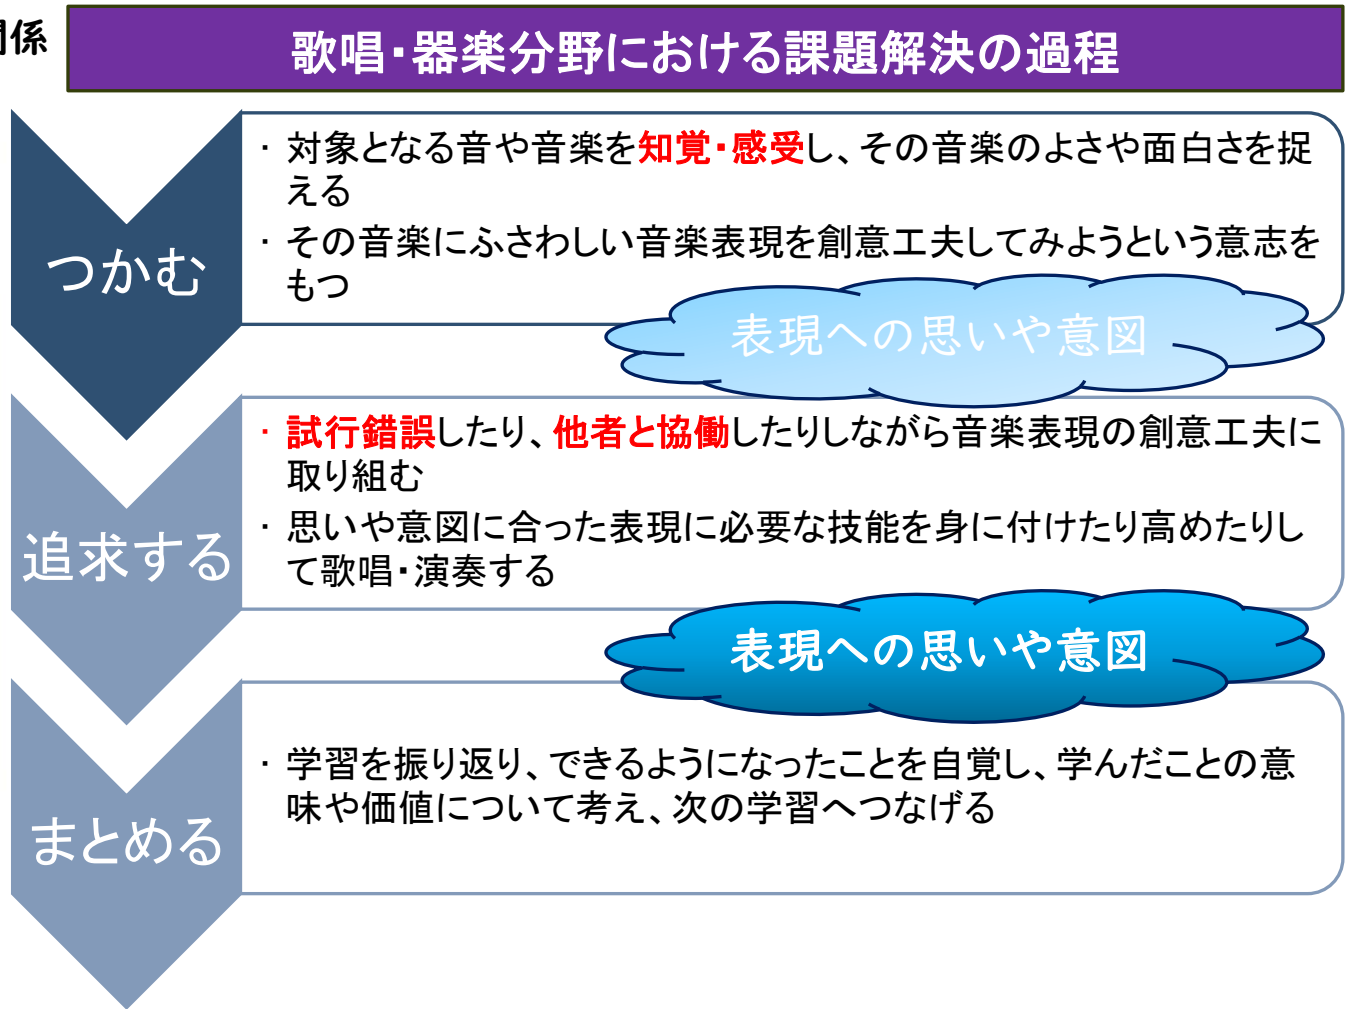 係
歌唱・器楽分野における課題解決の過程
つかむ
・対象となる音や音楽を知覚・感受し、その音楽のよさや面白さを捉
える
・その音楽にふさわしい音楽表現を創意工夫してみようという意志を
もつ
表現への思いや意図
追求する
・試行錯誤したり、他者と協働したりしながら音楽表現の創意工夫に
取り組む
・思いや意図に合った表現に必要な技能を身に付けたり高めたりし
て歌唱・演奏する
表現への思いや意図
まとめる
・学習を振り返り、できるようになったことを自覚し、学んだことの意
味や価値について考え、次の学習へつなげる